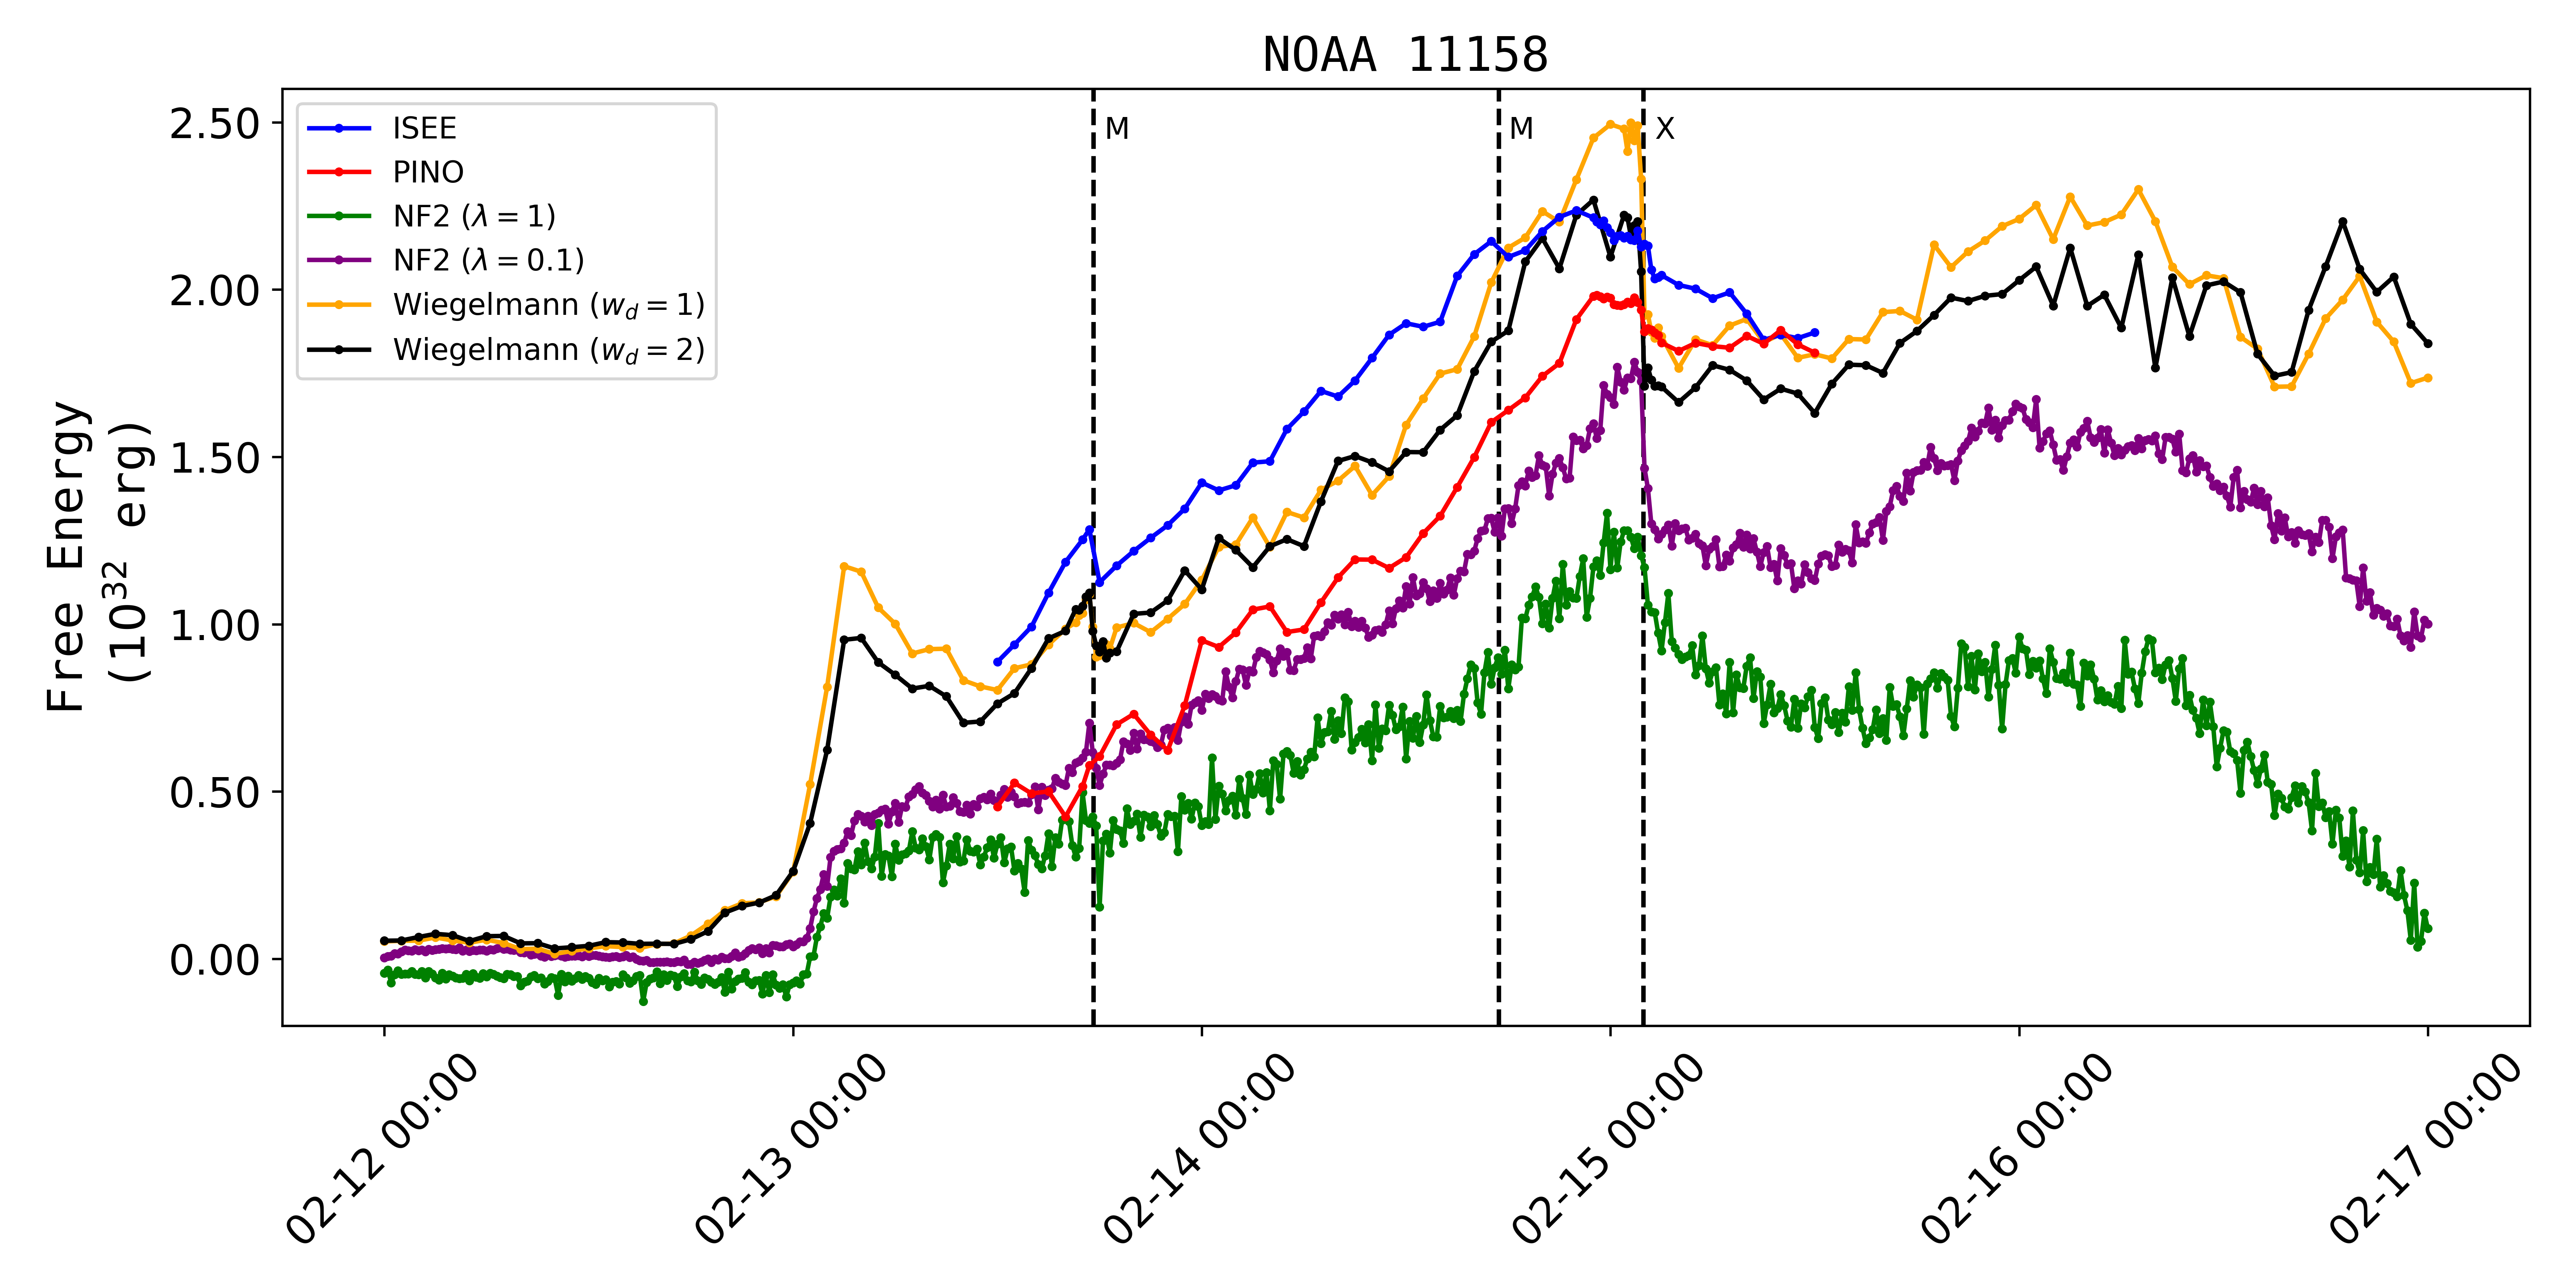 NOAA 11158
Free Energy
(10³² erg)
2.50
2.00
1.50
1.00
0.50
0.00
ISEE
PINO
NF2 (λ = 1)
NF2 (λ = 0.1)
Wiegelmann (w_d = 1)
Wiegelmann (w_d = 2)
M
M
X
02-12 00:00
02-13 00:00
02-14 00:00
02-15 00:00
02-16 00:00
02-17 00:00